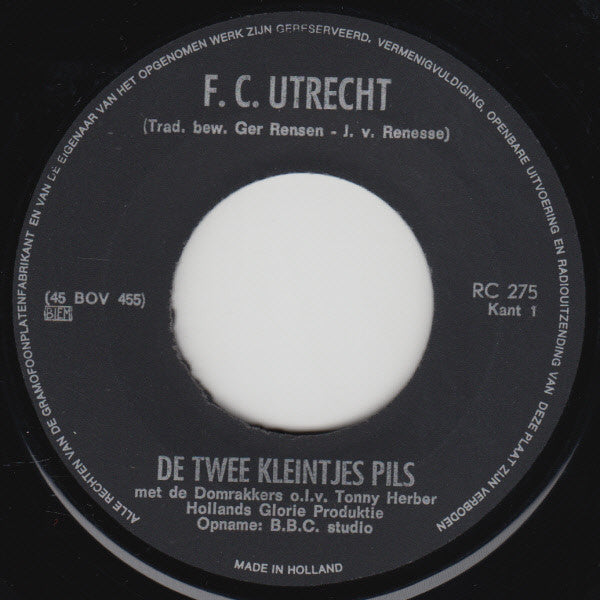 ALLE RECHTEN VAN DE GRAMOFOONPLATENFABRIKANT EN VAN DE EIGENAAR VAN HET OPGENOMEN WERK ZIJN GERESERVEERD. VERMENIGVULDIGING, OPENBARE UITVOERING EN RADIOUITZENDING VAN DEZE PLAAT ZIJN VERBODEN
F. C. UTRECHT
(Trad. bew. Ger Rensen - J. v. Renesse)
(45 BOV 455)
BIEM
RC 275
Kant 1
DE TWEE KLEINTJES PILS
met de Domrakkers o.l.v. Tonny Herber
Hollands Glorie Produktie
Opname: B.B.C. studio
MADE IN HOLLAND